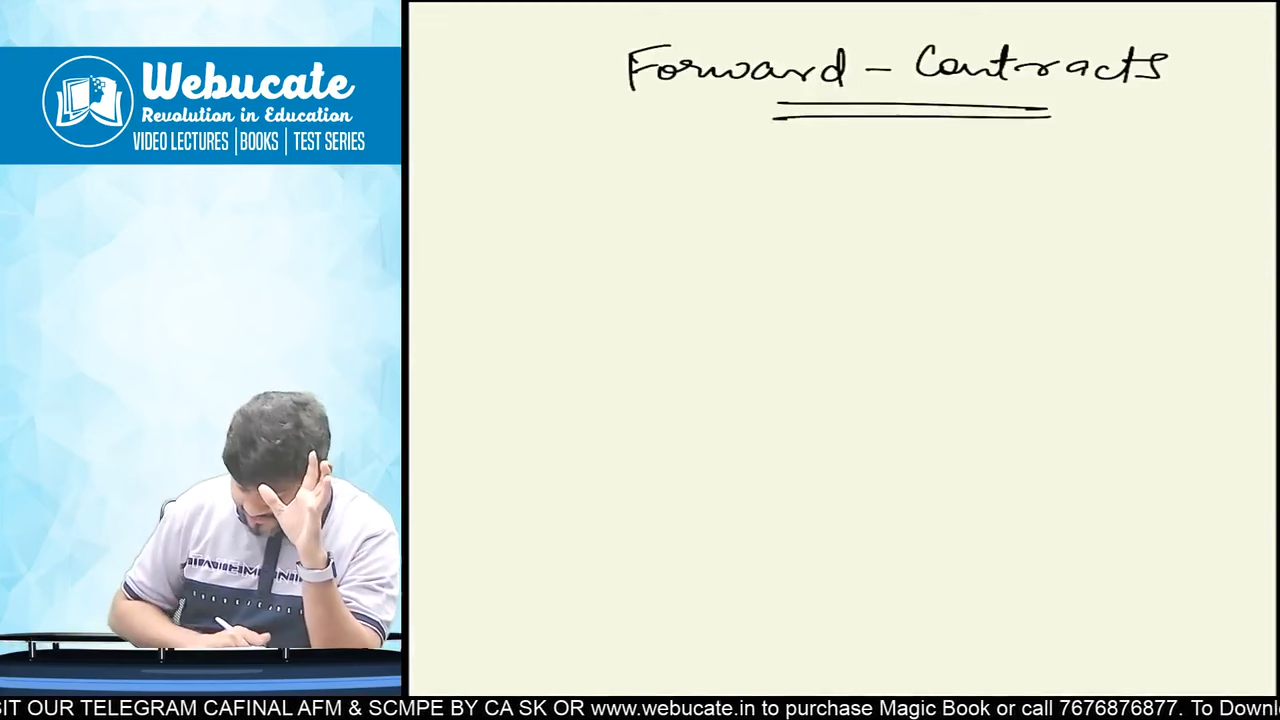 Webucate
Revolution in Education
VIDEO LECTURES | BOOKS | TEST SERIES
Forward - Contracts
SIT OUR TELEGRAM CAFINAL AFM & SCMPE BY CA SK OR www.webucate.in to purchase Magic Book or call 7676876877. To Downl